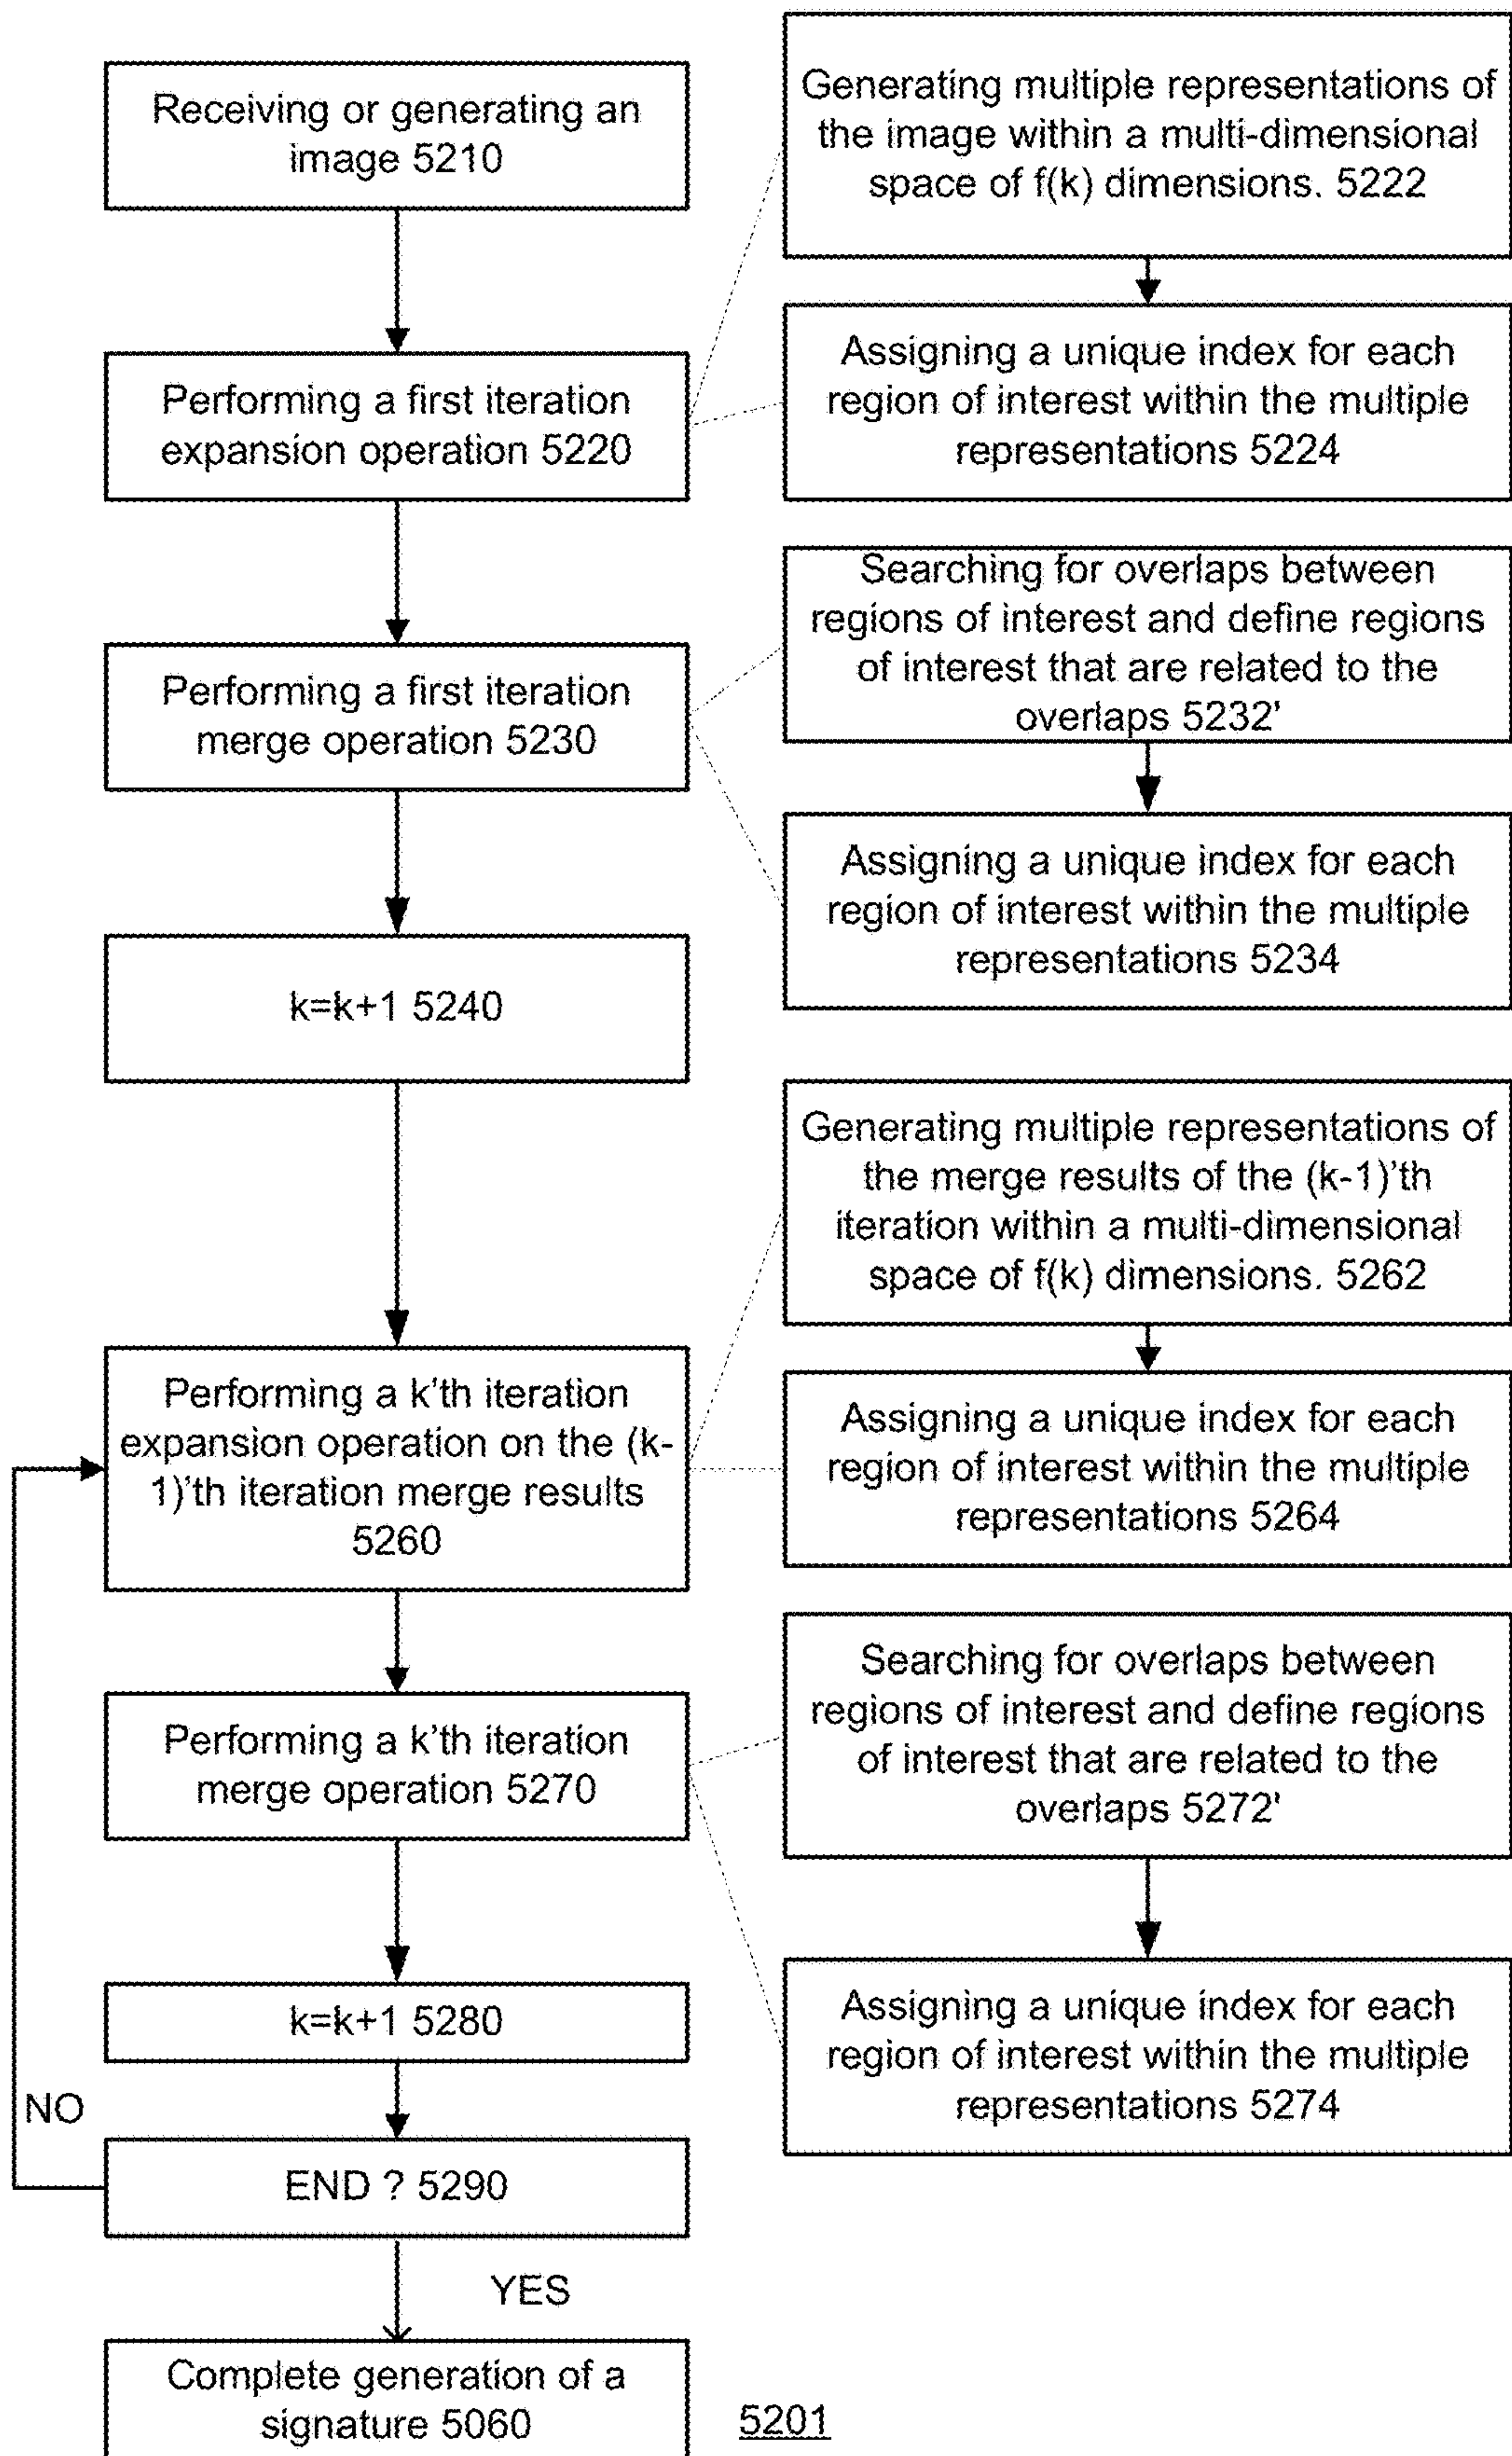 Receiving or generating an
image 5210
Generating multiple representations of
the image within a multi-dimensional
space of f(k) dimensions. 5222
Performing a first iteration
expansion operation 5220
Assigning a unique index for each
region of interest within the multiple
representations 5224
Performing a first iteration
merge operation 5230
Searching for overlaps between
regions of interest and define regions
of interest that are related to the
overlaps 5232'
Assigning a unique index for each
region of interest within the multiple
representations 5234
k=k+1 5240
Generating multiple representations of
the merge results of the (k-1)'th
iteration within a multi-dimensional
space of f(k) dimensions. 5262
Performing a k'th iteration
expansion operation on the (k-
1)'th iteration merge results
5260
Assigning a unique index for each
region of interest within the multiple
representations 5264
Performing a k'th iteration
merge operation 5270
Searching for overlaps between
regions of interest and define regions
of interest that are related to the
overlaps 5272'
Assigning a unique index for each
region of interest within the multiple
representations 5274
k=k+1 5280
NO
END ? 5290
YES
Complete generation of a
signature 5060
5201